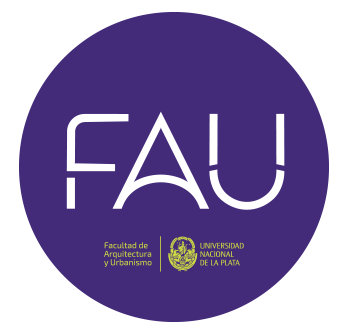 FAU
Facultad de
Arquitectura
y Urbanismo
UNIVERSIDAD
NACIONAL
DE LA PLATA